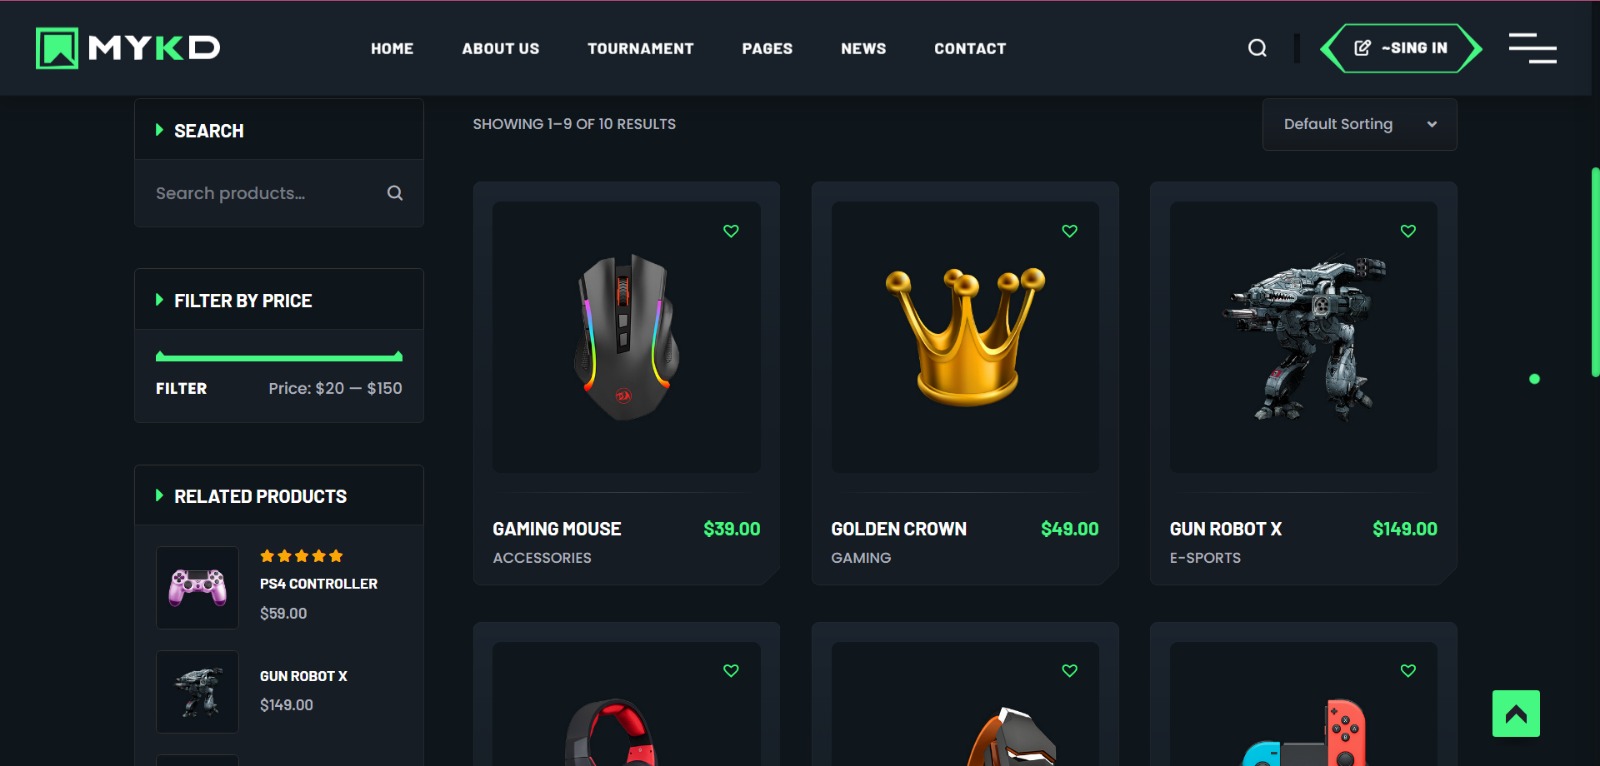 MYKD
HOME
ABOUT US
TOURNAMENT
PAGES
NEWS
CONTACT
~SING IN
SEARCH
Search products...
FILTER BY PRICE
FILTER
Price: $20 — $150
RELATED PRODUCTS
PS4 CONTROLLER
$59.00
GUN ROBOT X
$149.00
SHOWING 1–9 OF 10 RESULTS
Default Sorting
GAMING MOUSE
$39.00
ACCESSORIES
GOLDEN CROWN
$49.00
GAMING
GUN ROBOT X
$149.00
E-SPORTS